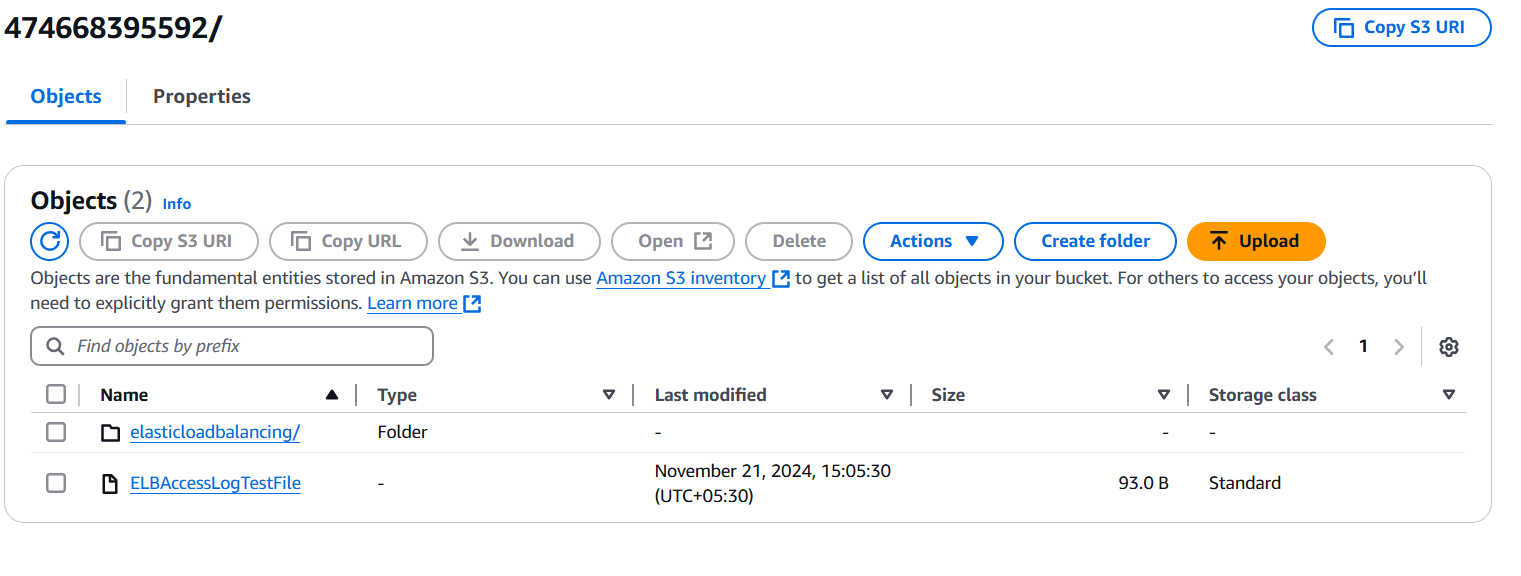 474668395592/
Copy S3 URI
Objects
Properties
Objects (2) Info
Copy S3 URI
Copy URL
Download
Open
Delete
Actions
Create folder
Upload
Objects are the fundamental entities stored in Amazon S3. You can use Amazon S3 inventory to get a list of all objects in your bucket. For others to access your objects, you’ll
need to explicitly grant them permissions. Learn more
Find objects by prefix
1
Name
Type
Last modified
Size
Storage class
elasticloadbalancing/
Folder
-
-
-
ELBAccessLogTestFile
-
November 21, 2024, 15:05:30
(UTC+05:30)
93.0 B
Standard